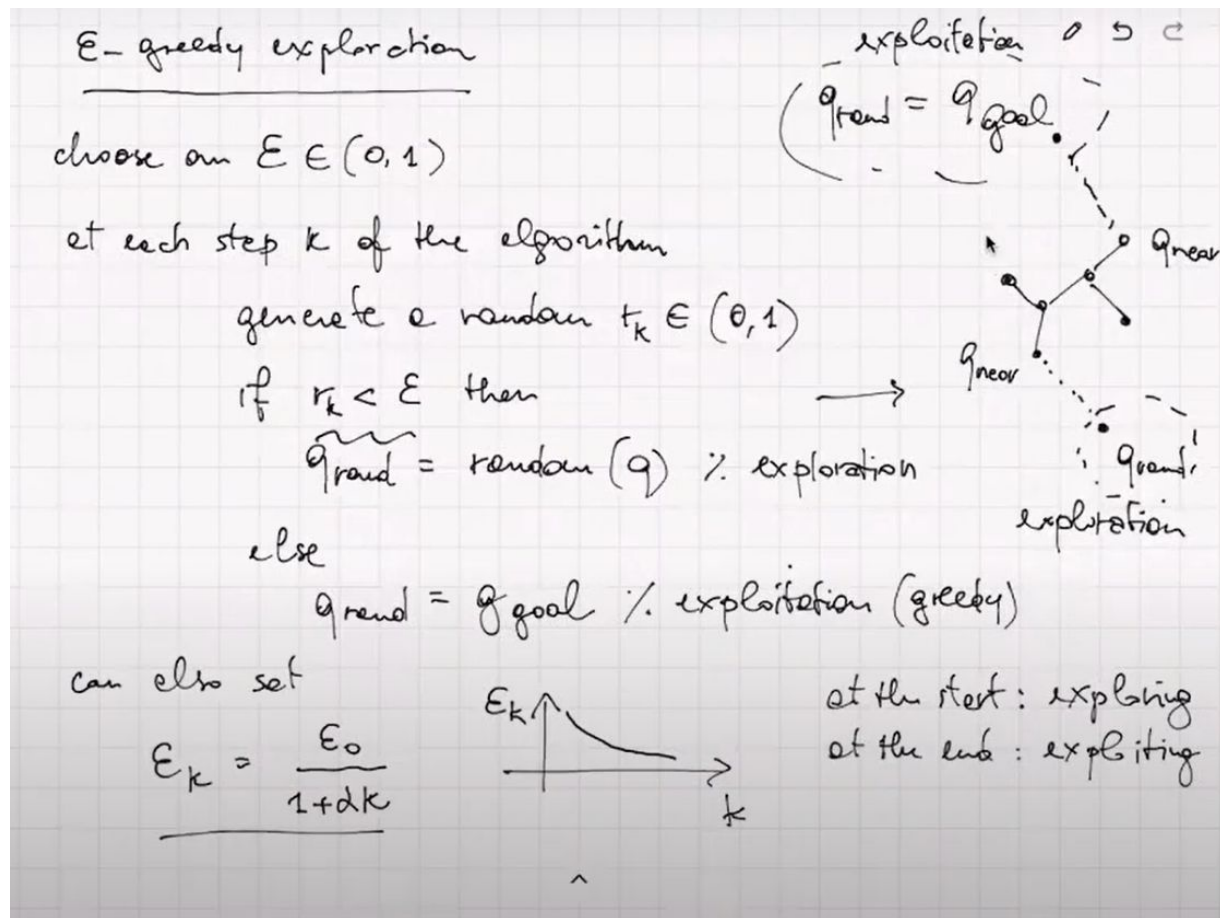 ε-greedy exploration
choose an ε ∈ (0,1)
at each step k of the algorithm
generate a random r_k ∈ (0,1)
if r_k < ε then
q_rand = random(q) % exploration
else
q_rand = q_goal % exploitation (greedy)
can also set
ε_k = ε_0 / (1+αk)
ε_k
k
at the start: exploring
at the end: exploiting
exploitation
q_rand = q_goal
q_near
q_near
q_rand
exploration